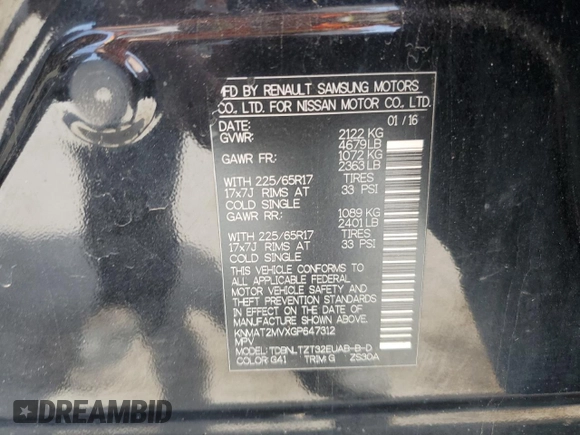 MFD BY RENAULT SAMSUNG MOTORS
CO., LTD. FOR NISSAN MOTOR CO., LTD.
DATE: 01 / 16
GVWR: 2122 KG
4679 LB
GAWR FR: 1072 KG
2363 LB
WITH 225/65R17 TIRES
17x7J RIMS AT 33 PSI
COLD SINGLE
GAWR RR: 1089 KG
2401 LB
WITH 225/65R17 TIRES
17x7J RIMS AT 33 PSI
COLD SINGLE
THIS VEHICLE CONFORMS TO
ALL APPLICABLE FEDERAL
MOTOR VEHICLE SAFETY AND
THEFT PREVENTION STANDARDS
IN EFFECT ON THE DATE OF
MANUFACTURE SHOWN ABOVE.
KNMAT2MVXGP647312
MPV
MODEL: TDBNLTZT32EUAB-B-D
COLOR: G41 TRIM: G ZS30A
DREAMBID